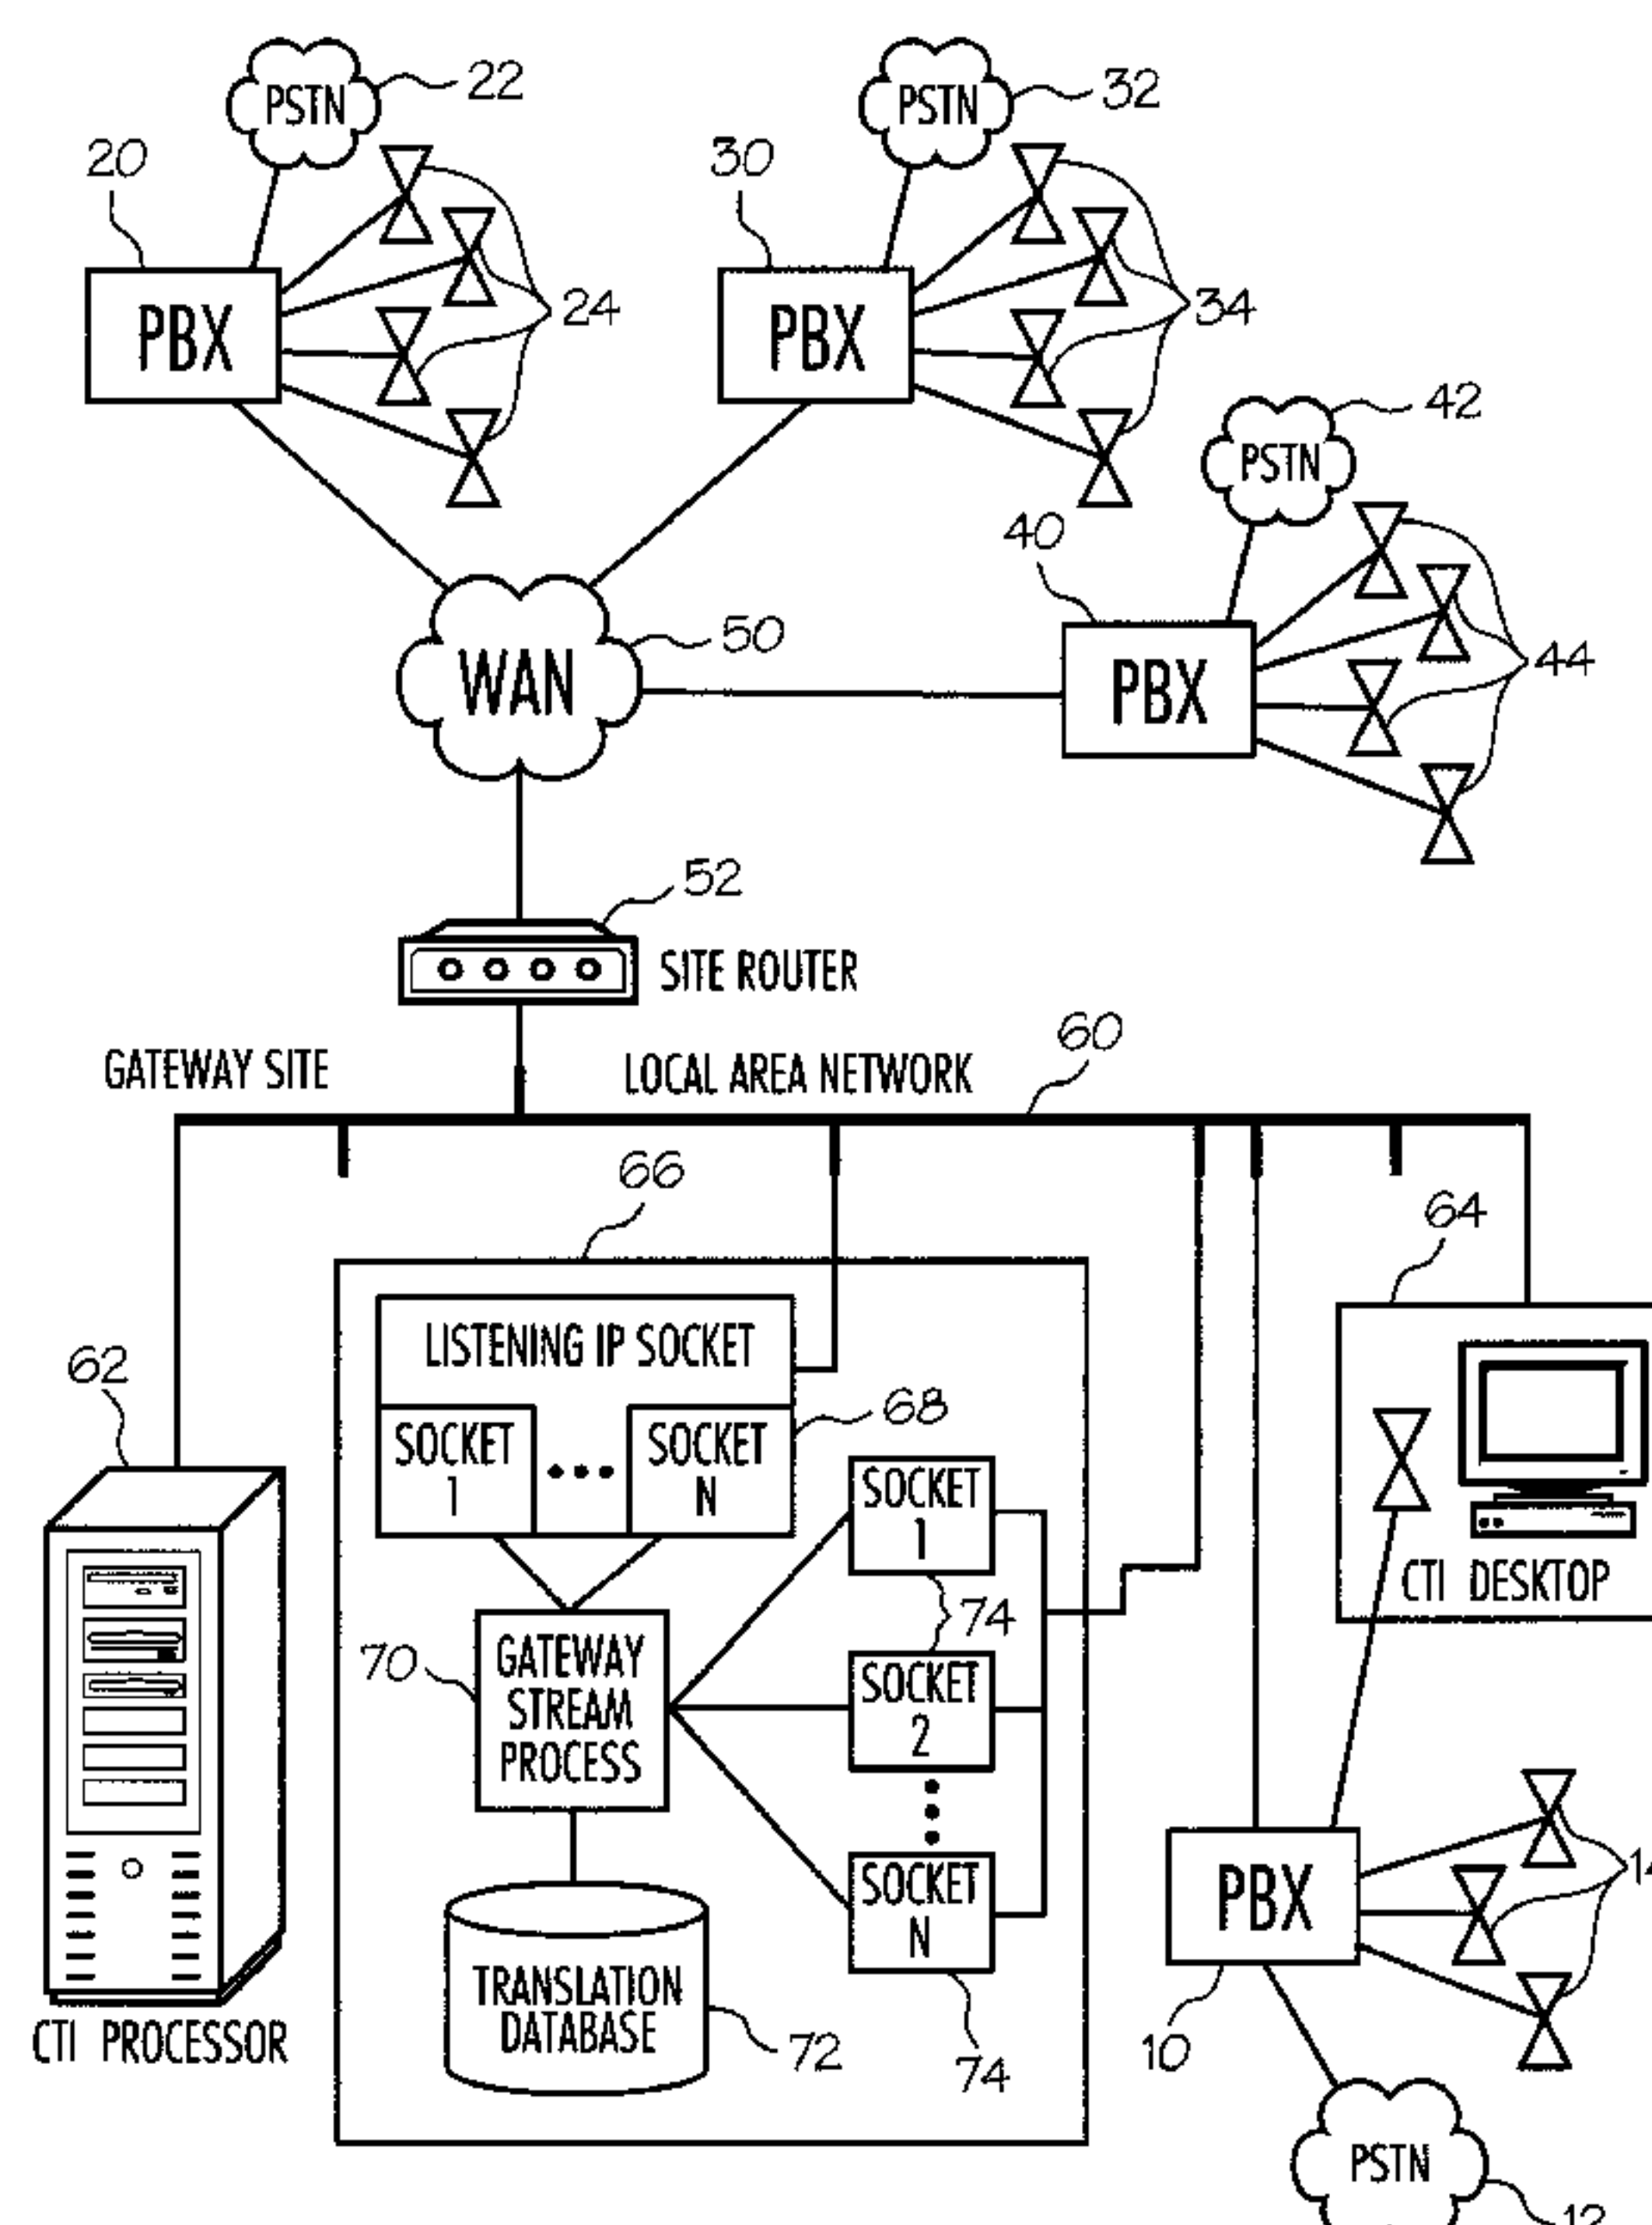 PSTN
22
PSTN
32
20
30
PBX
24
PBX
34
PSTN
42
40
WAN
50
PBX
44
52
SITE ROUTER
GATEWAY SITE
LOCAL AREA NETWORK
60
66
64
62
LISTENING IP SOCKET
68
SOCKET
1
SOCKET
N
SOCKET
1
CTI DESKTOP
74
70
GATEWAY
STREAM
PROCESS
SOCKET
2
SOCKET
N
PBX
TRANSLATION
DATABASE
72
74
10
CTI PROCESSOR
PSTN